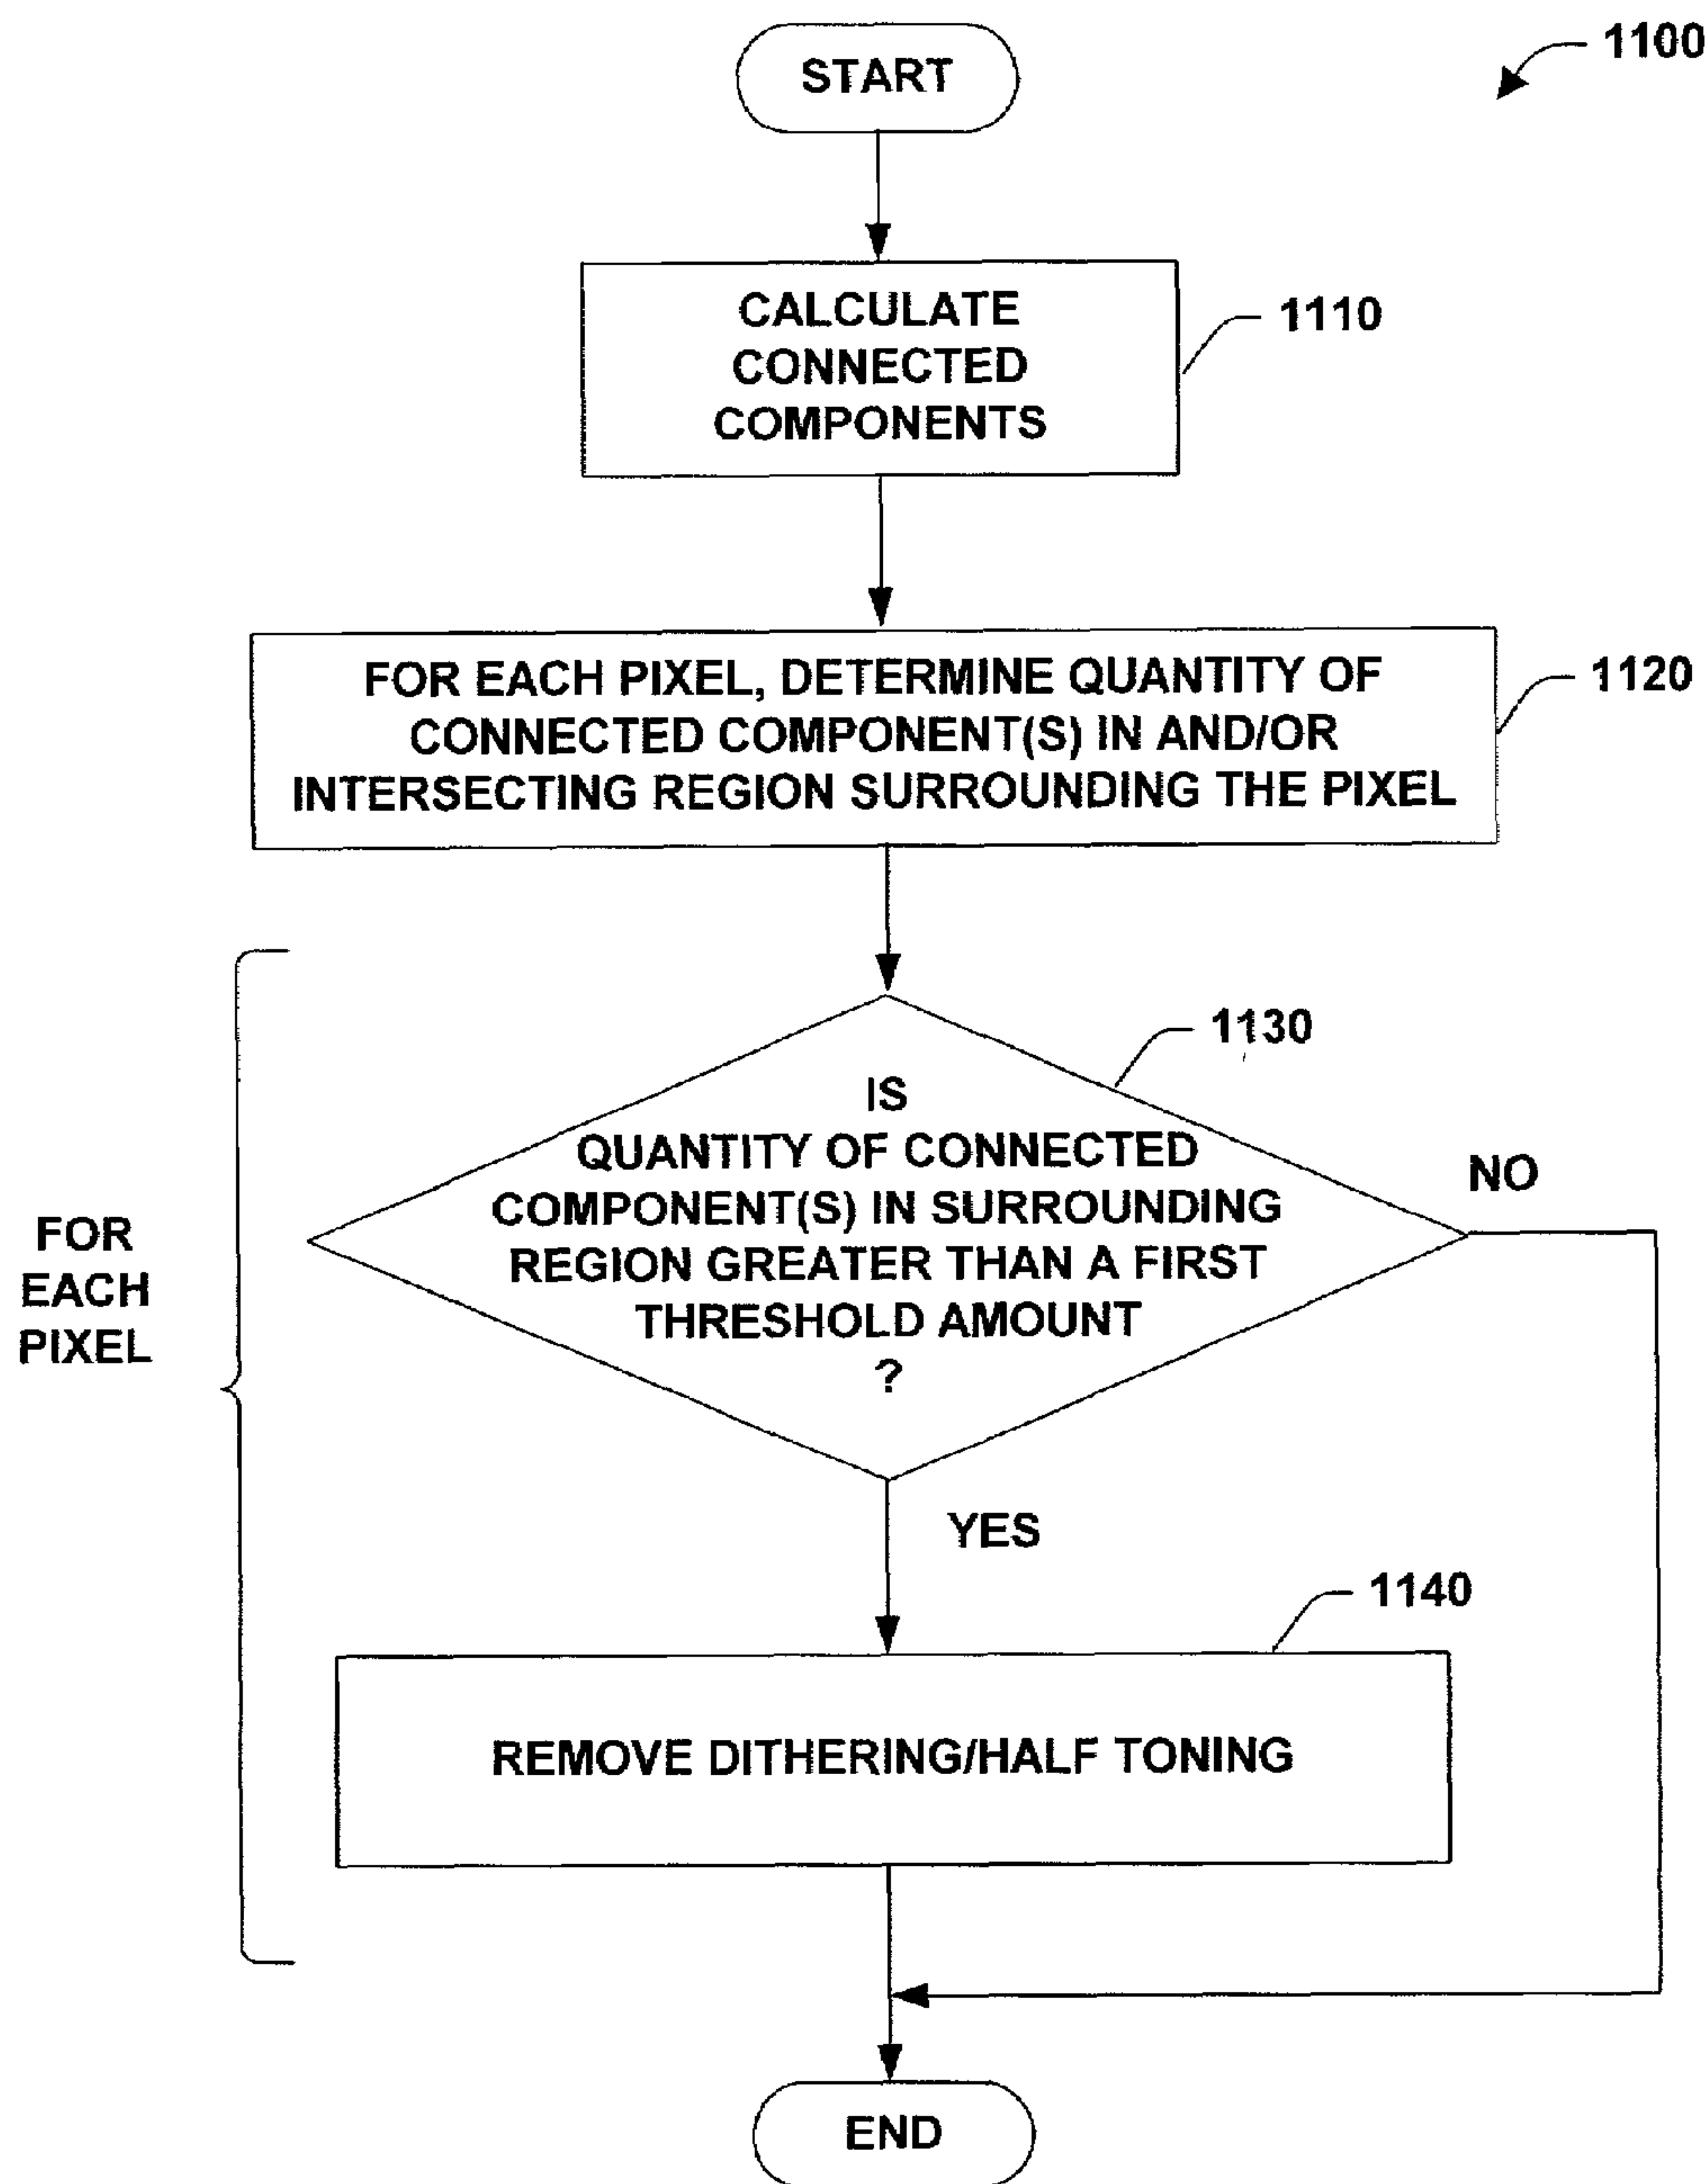 1100
START
CALCULATE
CONNECTED
COMPONENTS
1110
FOR EACH PIXEL, DETERMINE QUANTITY OF
CONNECTED COMPONENT(S) IN AND/OR
INTERSECTING REGION SURROUNDING THE PIXEL
1120
FOR
EACH
PIXEL
1130
IS
QUANTITY OF CONNECTED
COMPONENT(S) IN SURROUNDING
REGION GREATER THAN A FIRST
THRESHOLD AMOUNT
?
NO
YES
1140
REMOVE DITHERING/HALF TONING
END